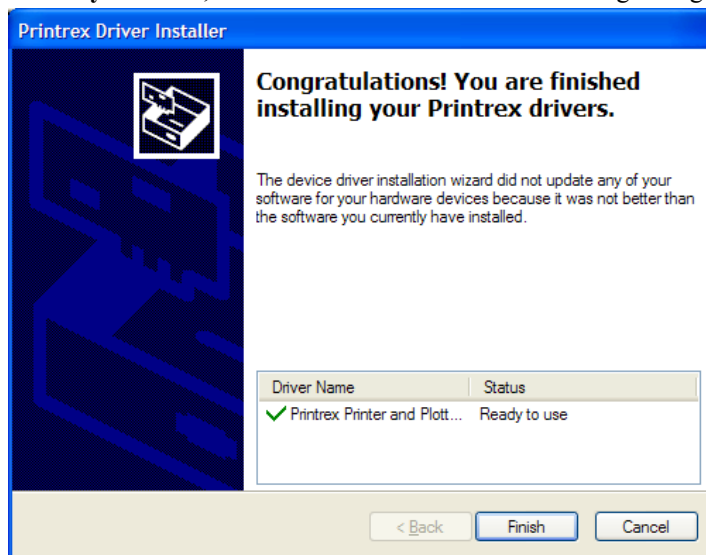 Printrex Driver Installer
Congratulations! You are finished
installing your Printrex drivers.
The device driver installation wizard did not update any of your
software for your hardware devices because it was not better than
the software you currently have installed.
Driver Name Status
Printrex Printer and Plott... Ready to use
< Back Finish Cancel